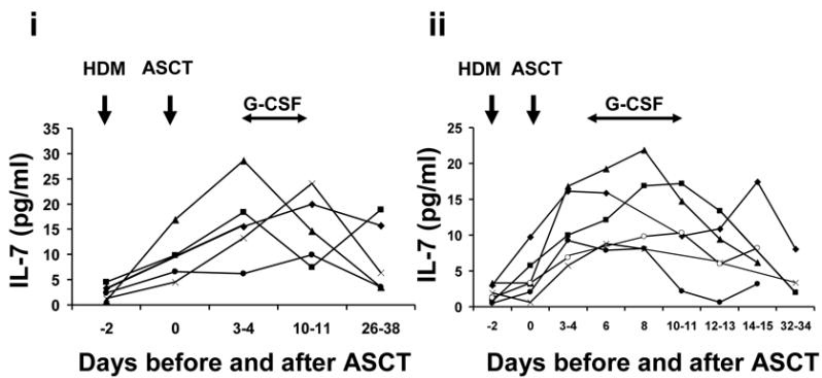 i
HDM ASCT
G-CSF
35
30
25
20
15
10
5
0
IL-7 (pg/ml)
-2 0 3-4 10-11 26-38
Days before and after ASCT
ii
HDM ASCT
G-CSF
25
20
15
10
5
0
IL-7 (pg/ml)
-2 0 3-4 6 8 10-11 12-13 14-15 32-34
Days before and after ASCT